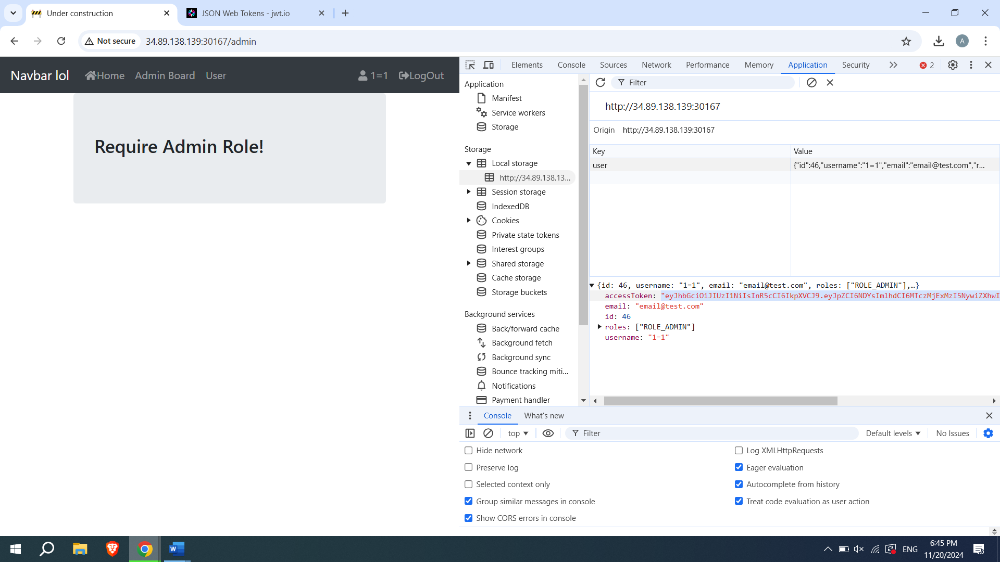 Under construction
JSON Web Tokens - jwt.io
Not secure
34.89.138.139:30167/admin
A
Navbar lol
Home
Admin Board
User
1=1
LogOut
Require Admin Role!
Elements
Console
Sources
Network
Performance
Memory
Application
Security
2
Application
Manifest
Service workers
Storage
Storage
Local storage
http://34.89.138.13...
Session storage
IndexedDB
Cookies
Private state tokens
Interest groups
Shared storage
Cache storage
Storage buckets
Background services
Back/forward cache
Background fetch
Background sync
Bounce tracking miti...
Notifications
Payment handler
Filter
http://34.89.138.139:30167
Origin http://34.89.138.139:30167
Key Value
user {"id":46,"username":"1=1","email":"email@test.com","r...
{id: 46, username: "1=1", email: "email@test.com", roles: ["ROLE_ADMIN"],…}
accessToken: "eyJhbGciOiJIUzI1NiIsInR5cCI6IkpXVCJ9.eyJpZCI6NDYsImlhdCI6MTczMjExMzI5NywiZXhwI
email: "email@test.com"
id: 46
roles: ["ROLE_ADMIN"]
username: "1=1"
Console
What's new
top
Filter
Default levels
No Issues
Hide network
Log XMLHttpRequests
Preserve log
Eager evaluation
Selected context only
Autocomplete from history
Group similar messages in console
Treat code evaluation as user action
Show CORS errors in console
W
ENG
6:45 PM
11/20/2024